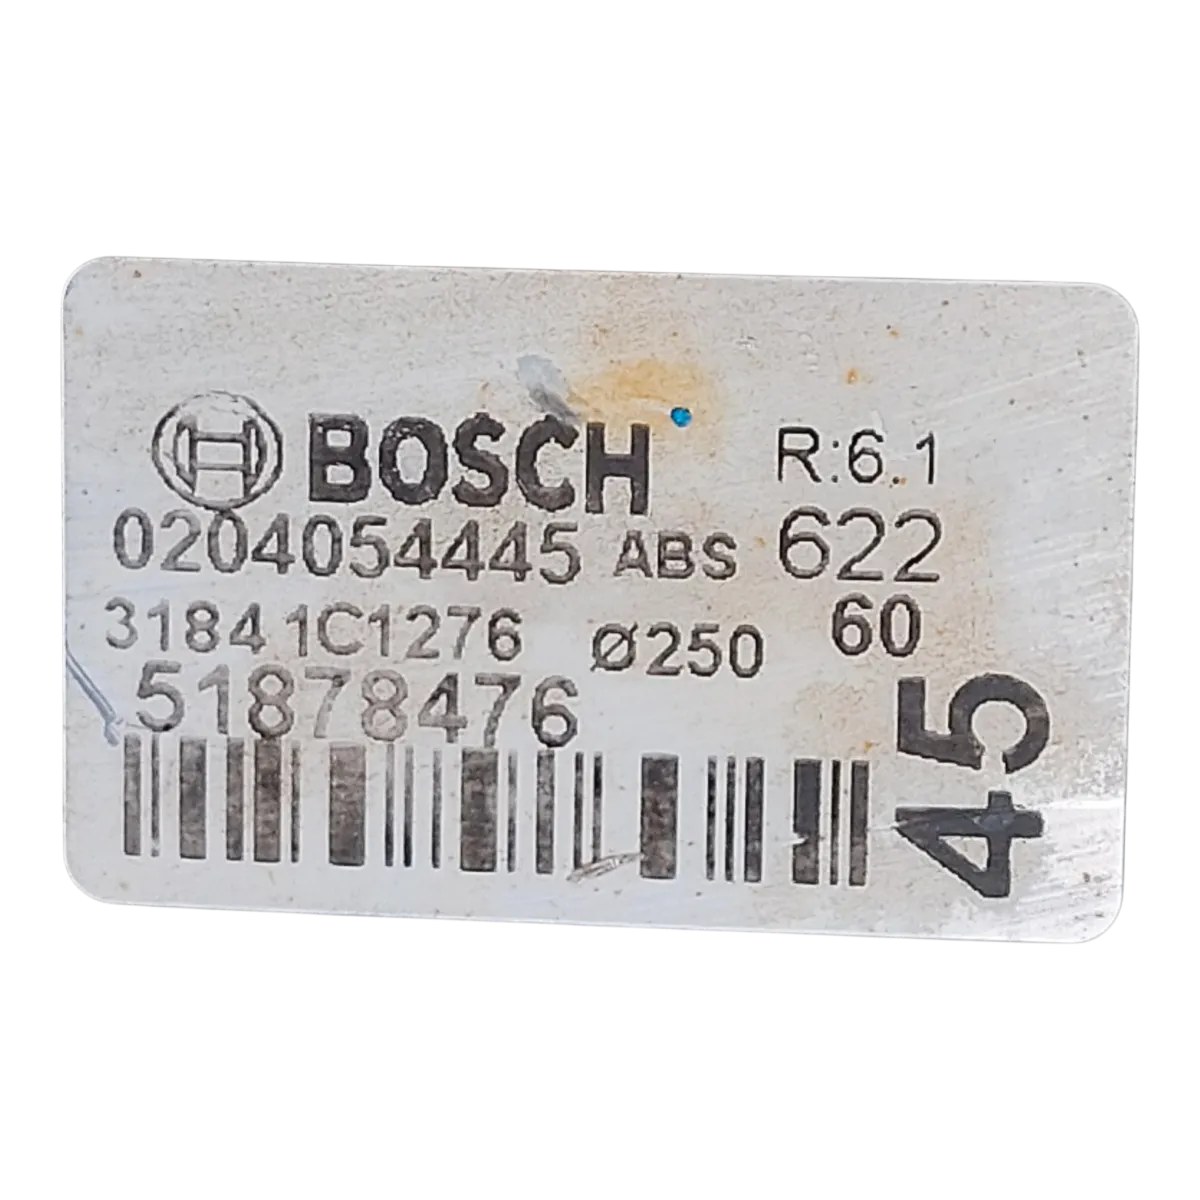 BOSCH R:6.1
0204054445 ABS 622
31841C1276 Ø250 60
51878476
45